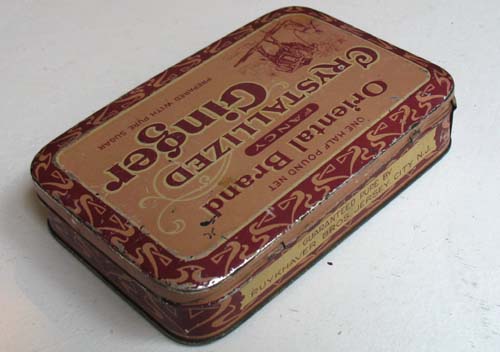 ONE HALF POUND NET
Oriental Brand
FANCY
CRYSTALLIZED
Ginger
PREPARED WITH PURE SUGAR
GUARANTEED PURE BY
RUYKHAVER BROS. JERSEY CITY, N.J.